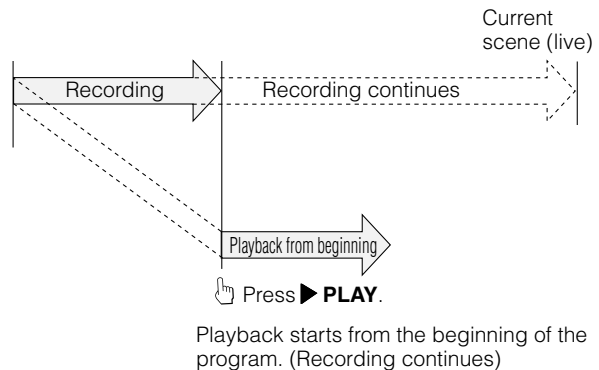 Current
scene (live)
Recording
Recording continues
Playback from beginning
Press ▶ PLAY.
Playback starts from the beginning of the
program. (Recording continues)